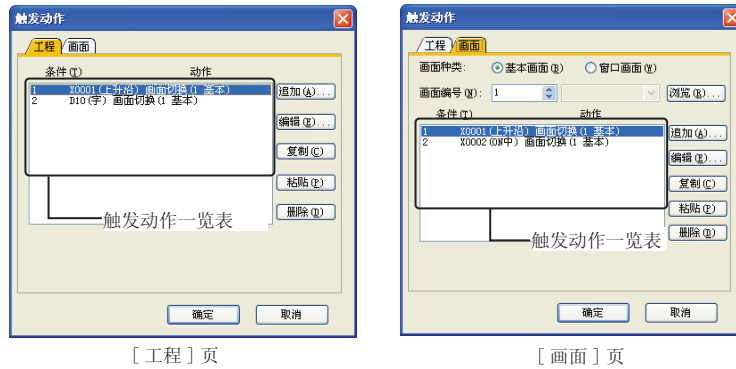 触发动作
工程 画面
条件(T) 动作
1 X0001(上升沿) 画面切换(1 基本)
2 D10(字) 画面切换(1 基本)
追加(A)...
编辑(E)...
复制(C)
粘贴(P)
删除(D)
触发动作一览表
确定 取消
[工程]页
触发动作
工程 画面
画面种类: 基本画面(B) 窗口画面(W)
画面编号(N): 1 浏览(R)...
条件(T) 动作
1 X0001(上升沿) 画面切换(1 基本)
2 X0002(ON中) 画面切换(1 基本)
追加(A)...
编辑(E)...
复制(C)
粘贴(P)
删除(D)
触发动作一览表
确定 取消
[画面]页